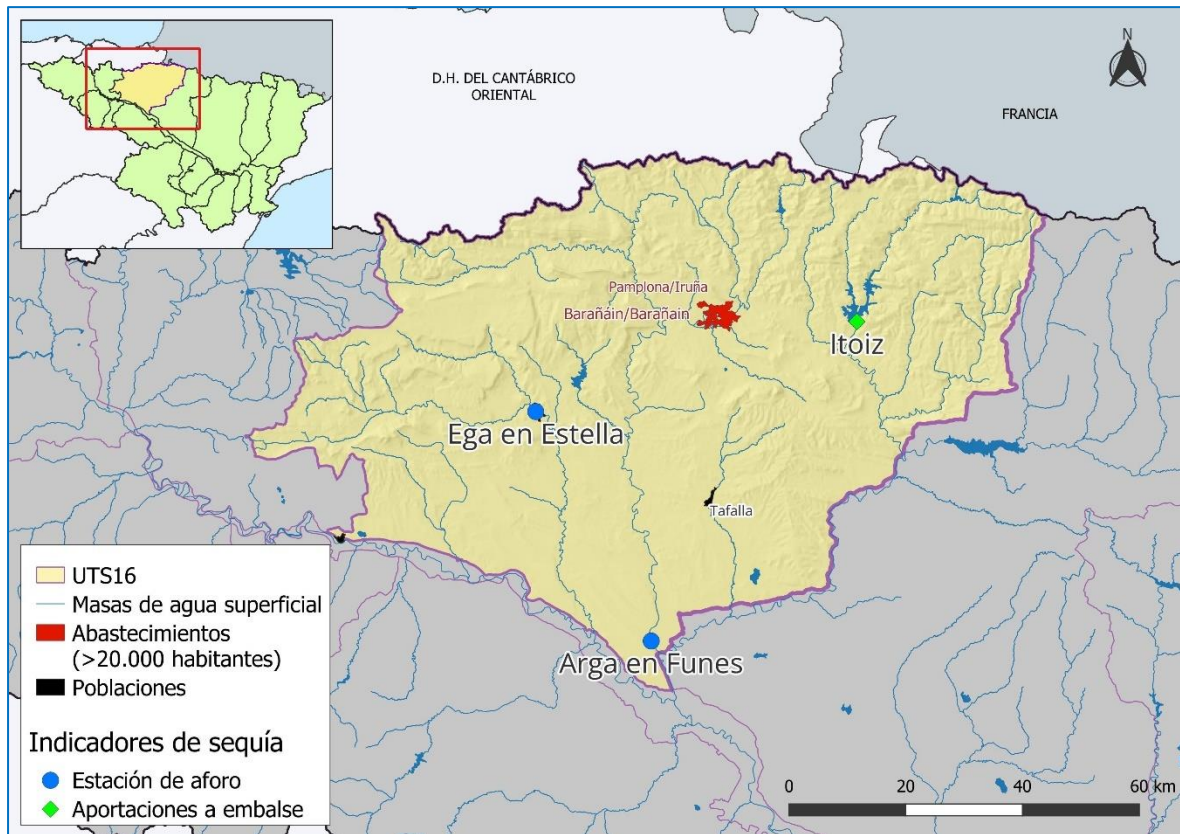 D.H. DEL CANTÁBRICO
ORIENTAL
FRANCIA
N
Pamplona/Iruña
Barañáin/Barañain
Itoiz
Ega en Estella
Tafalla
Arga en Funes
UTS16
Masas de agua superficial
Abastecimientos
(>20.000 habitantes)
Poblaciones
Indicadores de sequía
Estación de aforo
Aportaciones a embalse
0 20 40 60 km